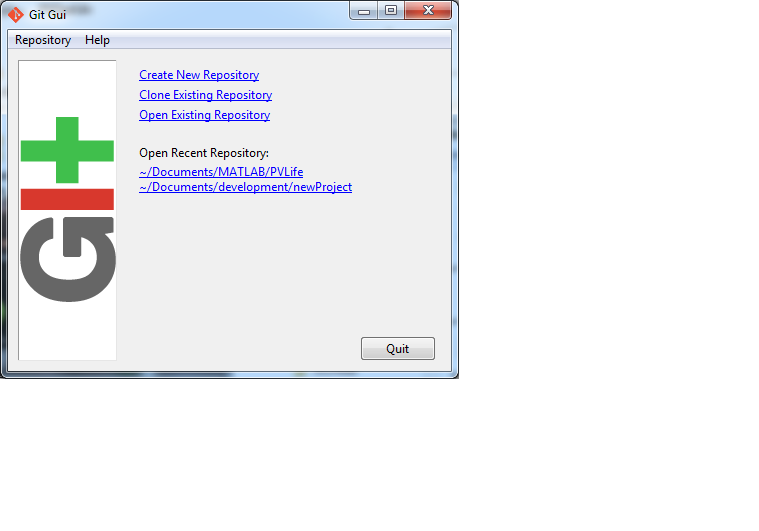 Git Gui
Repository Help
Create New Repository
Clone Existing Repository
Open Existing Repository
Open Recent Repository:
~/Documents/MATLAB/PVLife
~/Documents/development/newProject
GIt
Quit